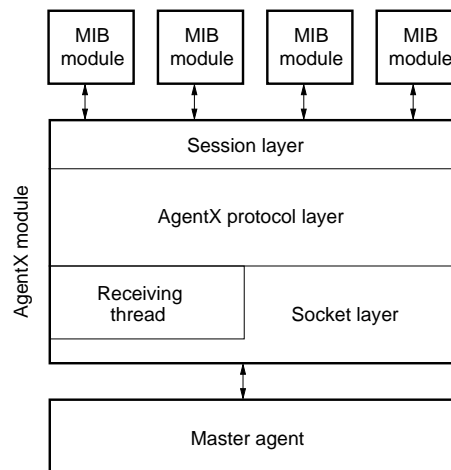 MIB
module
MIB
module
MIB
module
MIB
module
Session layer
AgentX protocol layer
AgentX module
Receiving
thread
Socket layer
Master agent